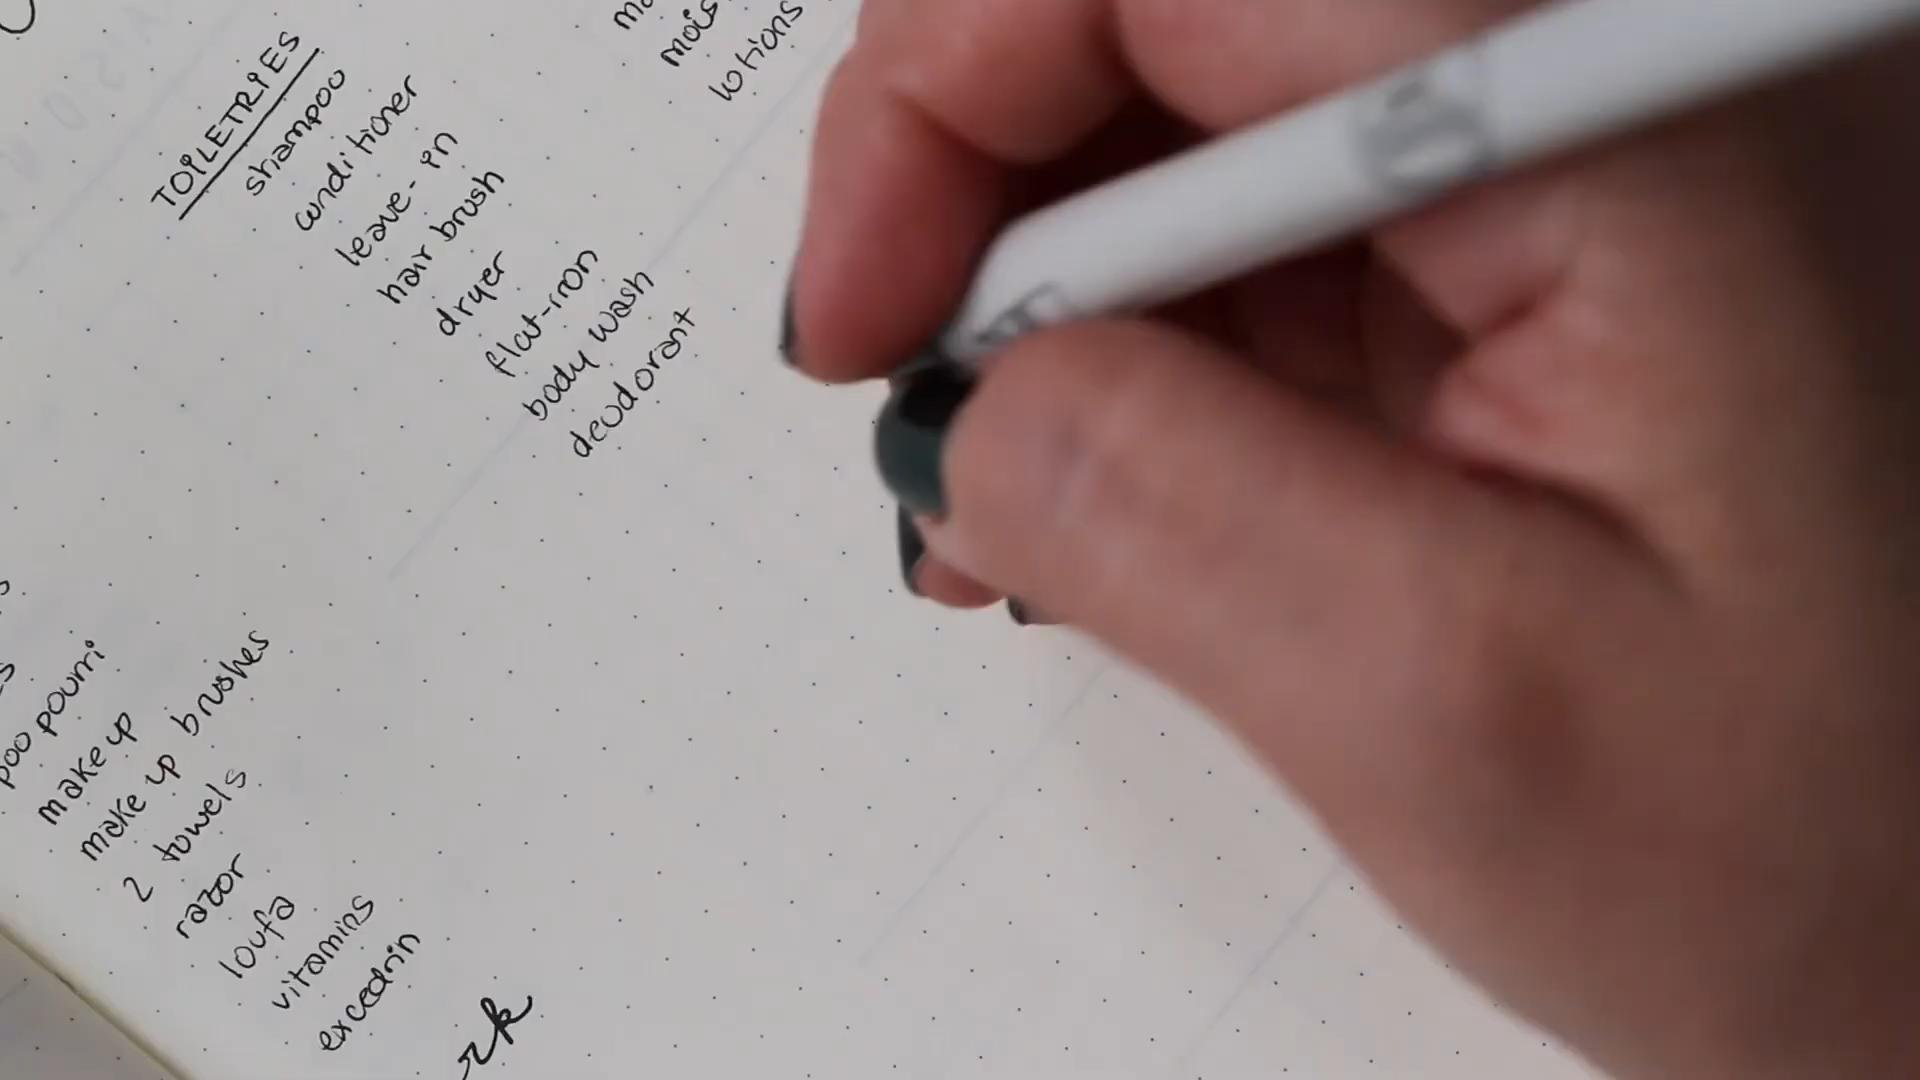 TOILETRIES
shampoo
conditioner
leave-in
hair brush
dryer
flat-iron
body wash
deodorant
lotions
poo pourri
make up
make up brushes
2 towels
razor
loufa
vitamins
excedrin